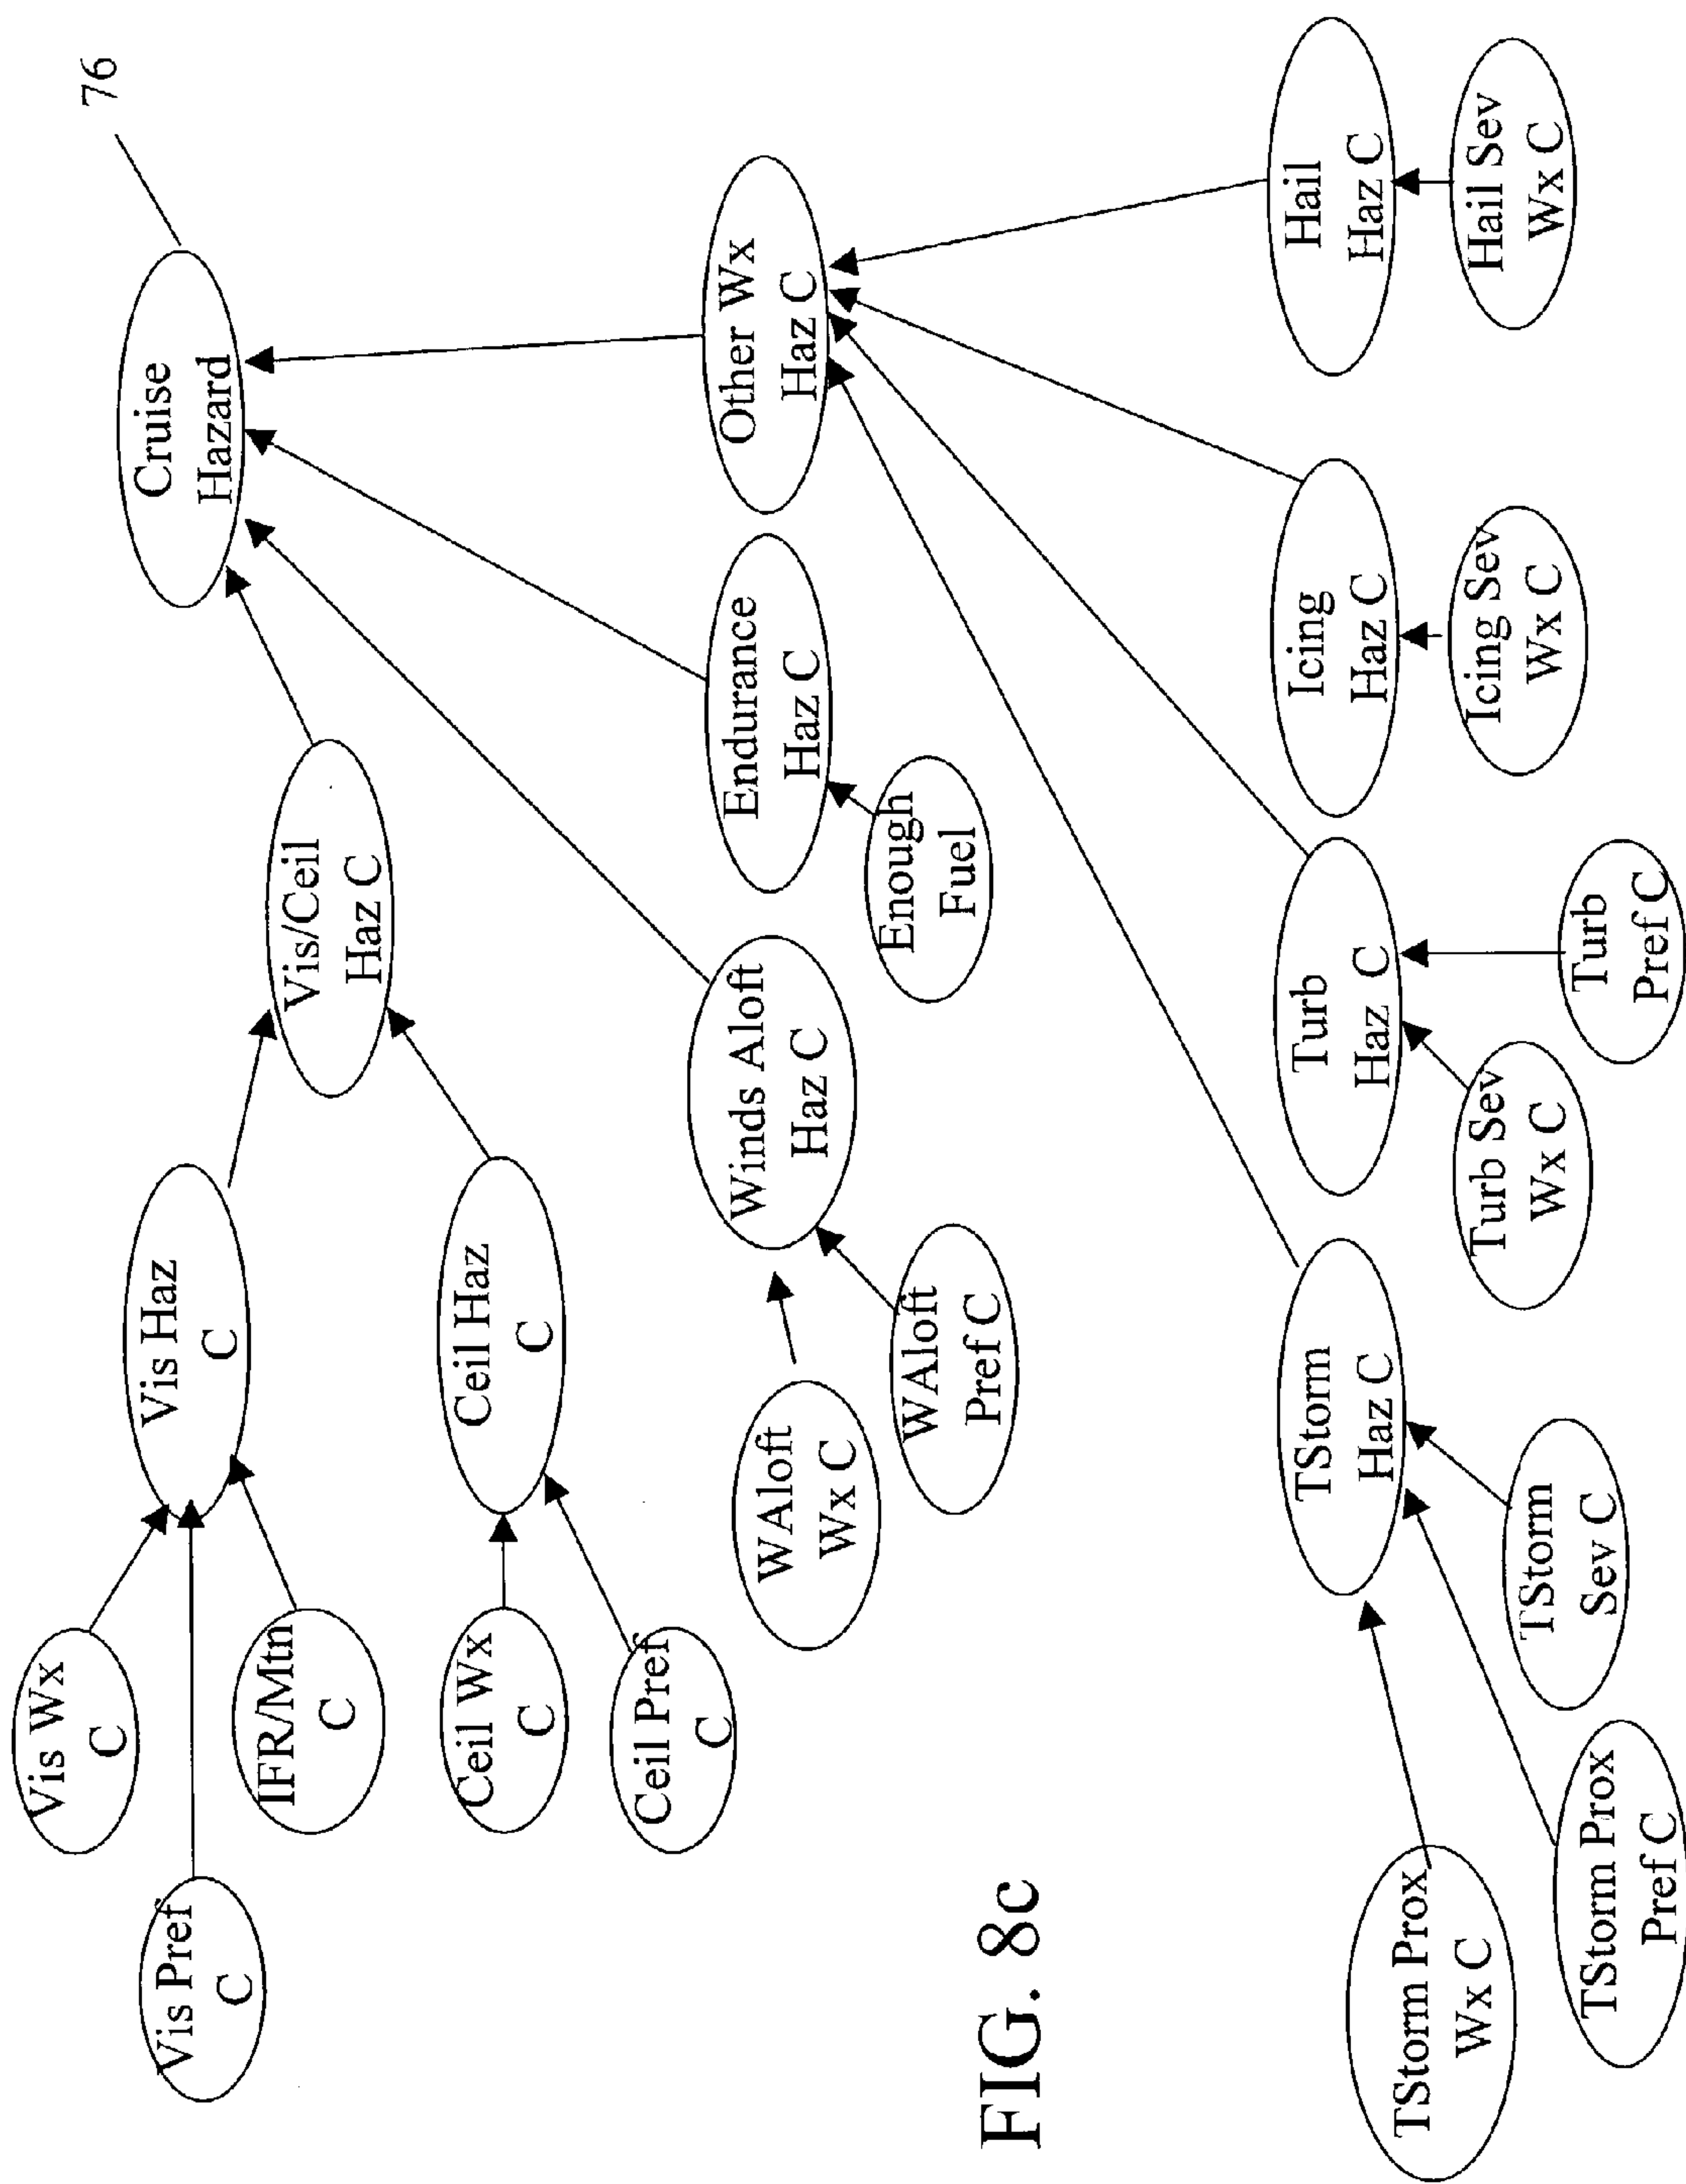 Vis Wx
C
76
Vis Pref
C
Vis Haz
C
Cruise
Hazard
IFR/Mtn
C
Vis/Ceil
Haz C
Ceil Wx
C
Ceil Haz
C
Ceil Pref
C
WAloft
Wx C
Winds Aloft
Haz C
Endurance
Haz C
Other Wx
Haz C
WAloft
Pref C
Enough
Fuel
FIG. 8c
TStorm
Haz C
Turb
Haz C
Icing
Haz C
Hail
Haz C
TStorm Prox
Wx C
TStorm
Sev C
Turb Sev
Wx C
Icing Sev
Wx C
Hail Sev
Wx C
TStorm Prox
Pref C
Turb
Pref C